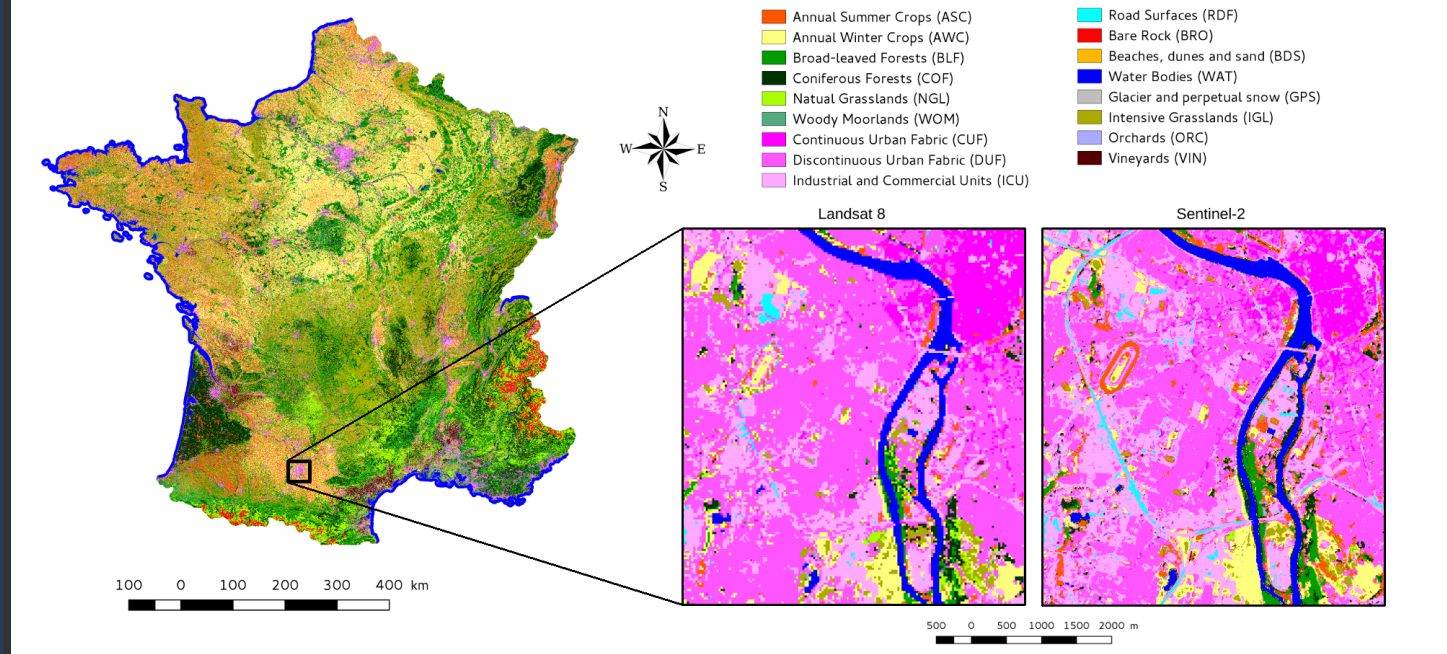 Annual Summer Crops (ASC)
Annual Winter Crops (AWC)
Broad-leaved Forests (BLF)
Coniferous Forests (COF)
Natual Grasslands (NGL)
Woody Moorlands (WOM)
Continuous Urban Fabric (CUF)
Discontinuous Urban Fabric (DUF)
Industrial and Commercial Units (ICU)
Road Surfaces (RDF)
Bare Rock (BRO)
Beaches, dunes and sand (BDS)
Water Bodies (WAT)
Glacier and perpetual snow (GPS)
Intensive Grasslands (IGL)
Orchards (ORC)
Vineyards (VIN)
N
W E
S
Landsat 8
Sentinel-2
100 0 100 200 300 400 km
500 0 500 1000 1500 2000 m